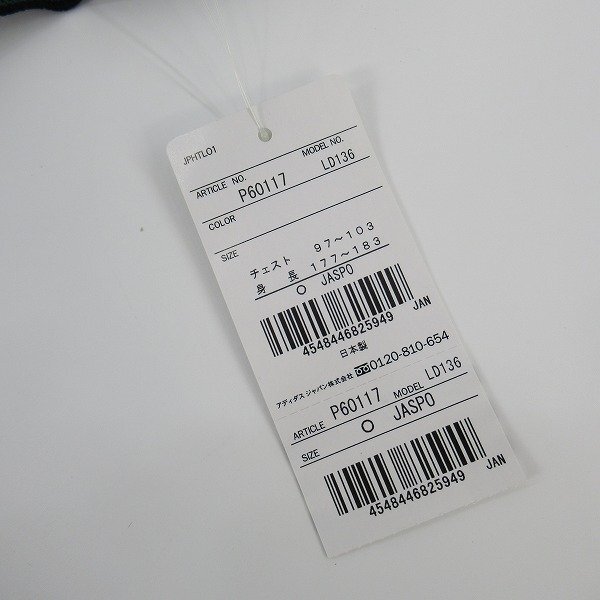 JPHTLO1
ARTICLE NO. MODEL NO.
P60117 LD136
COLOR
SIZE
チェスト 97～103
身長 177～183
O JASPO
4548446825949 JAN
日本製
アディダス ジャパン株式会社 0120-810-654
ARTICLE P60117 MODEL LD136
SIZE O JASPO
4548446825949 JAN